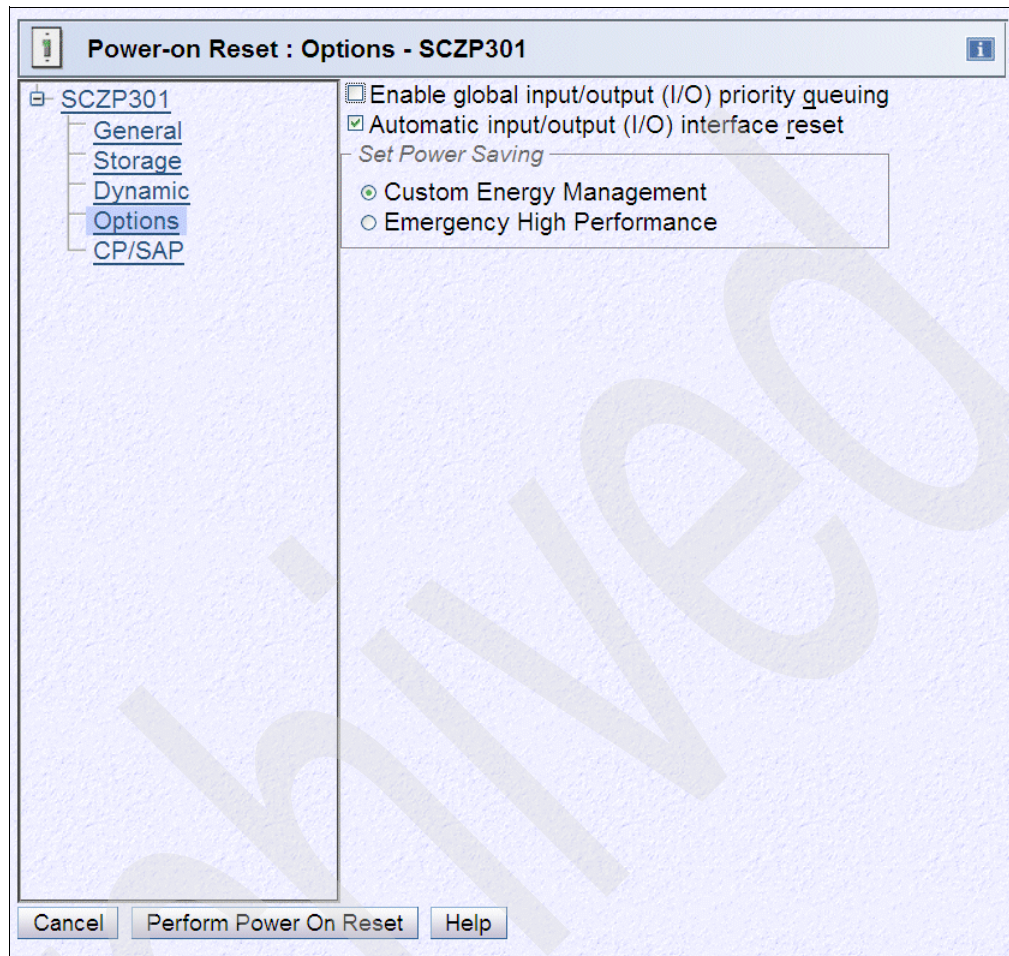 Power-on Reset : Options - SCZP301
i
SCZP301
General
Storage
Dynamic
Options
CP/SAP
Enable global input/output (I/O) priority queuing
Automatic input/output (I/O) interface reset
Set Power Saving
Custom Energy Management
Emergency High Performance
Cancel Perform Power On Reset Help
hived